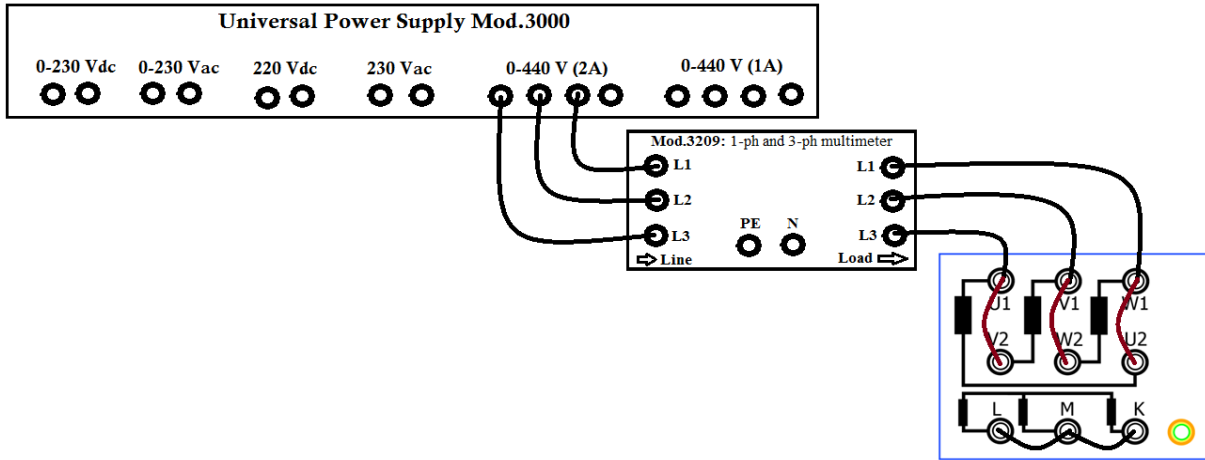 Universal Power Supply Mod.3000
0-230 Vdc 0-230 Vac 220 Vdc 230 Vac 0-440 V (2A) 0-440 V (1A)
Mod.3209: 1-ph and 3-ph multimeter
L1 L1
L2 L2
PE N
L3 L3
Line Load
U1 V1 W1
V2 W2 U2
L M K